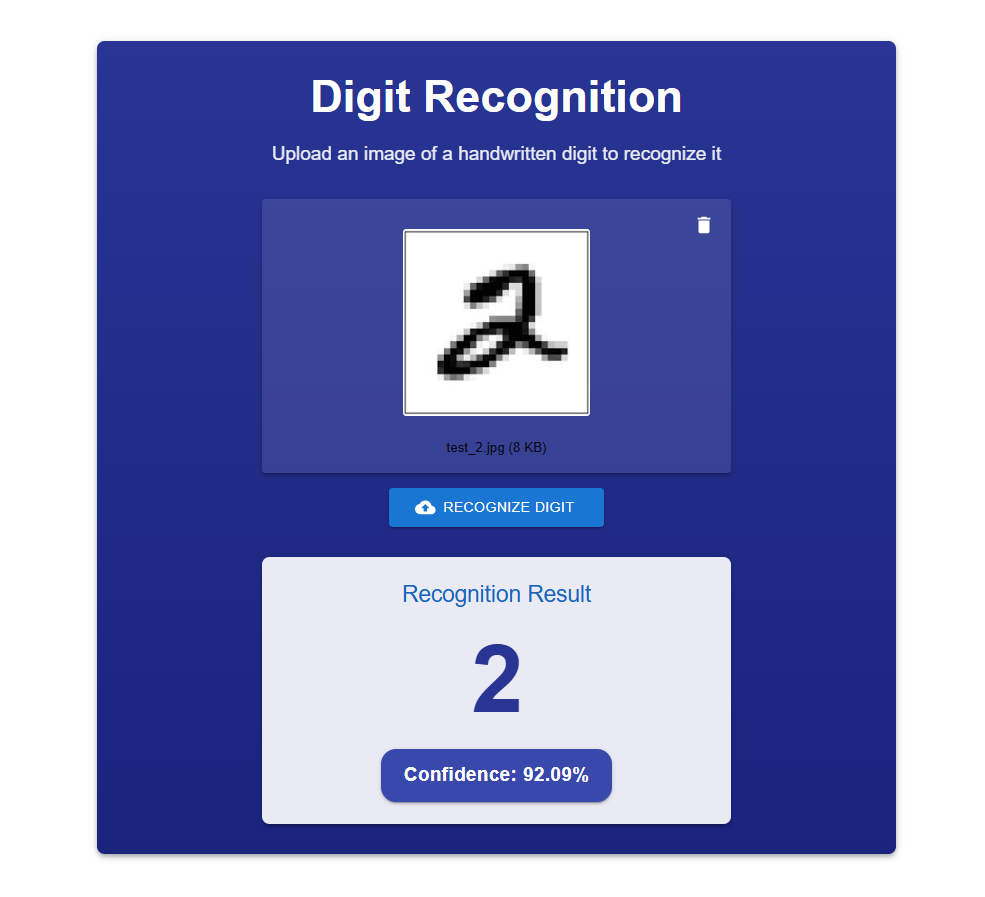 Digit Recognition
Upload an image of a handwritten digit to recognize it
2
test_2.jpg (8 KB)
RECOGNIZE DIGIT
Recognition Result
2
Confidence: 92.09%